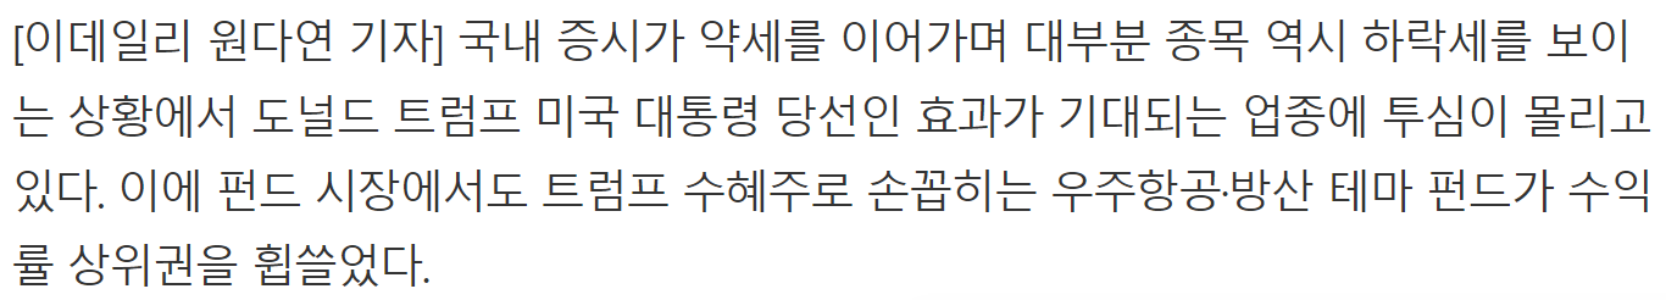 [이데일리 원다연 기자] 국내 증시가 약세를 이어가며 대부분 종목 역시 하락세를 보이
는 상황에서 도널드 트럼프 미국 대통령 당선인 효과가 기대되는 업종에 투심이 몰리고
있다. 이에 펀드 시장에서도 트럼프 수혜주로 손꼽히는 우주항공·방산 테마 펀드가 수익
률 상위권을 휩쓸었다.